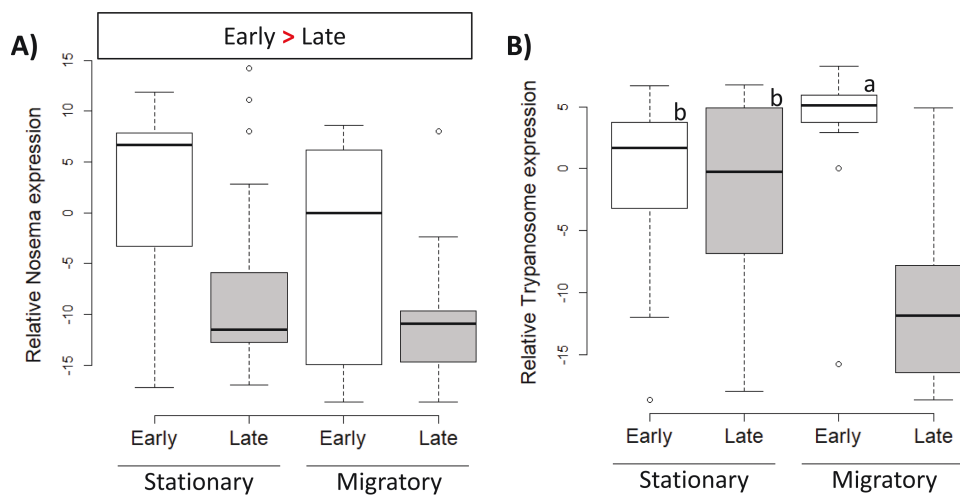 A)
Early > Late
Relative Nosema expression
15
10
5
0
-5
-10
-15
Early
Late
Early
Late
Stationary
Migratory
B)
Relative Trypanosome expression
5
0
-5
-10
-15
b
b
a
Early
Late
Early
Late
Stationary
Migratory